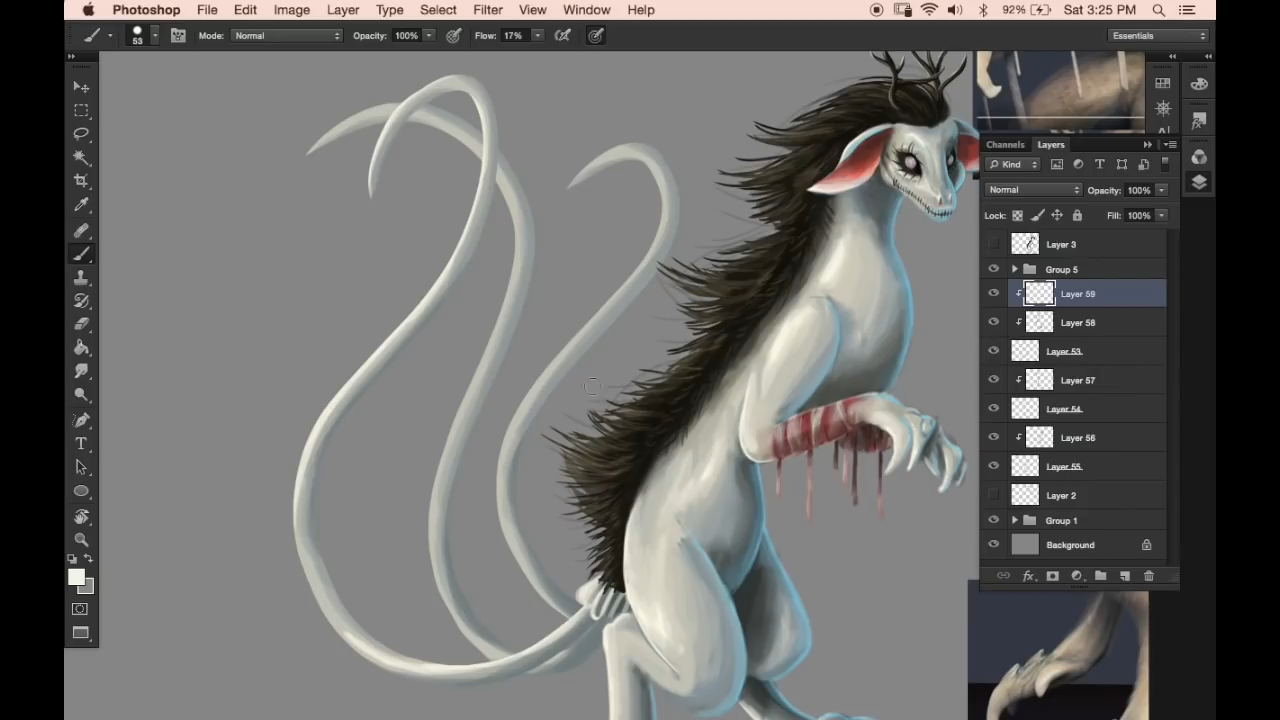 Photoshop File Edit Image Layer Type Select Filter View Window Help 92% Sat 3:25 PM
53 Mode: Normal Opacity: 100% Flow: 17% Essentials
Channels Layers
Kind
Normal Opacity: 100%
Lock: Fill: 100%
Layer 3
Group 5
Layer 59
Layer 58
Layer 53
Layer 57
Layer 54
Layer 56
Layer 55
Layer 2
Group 1
Background